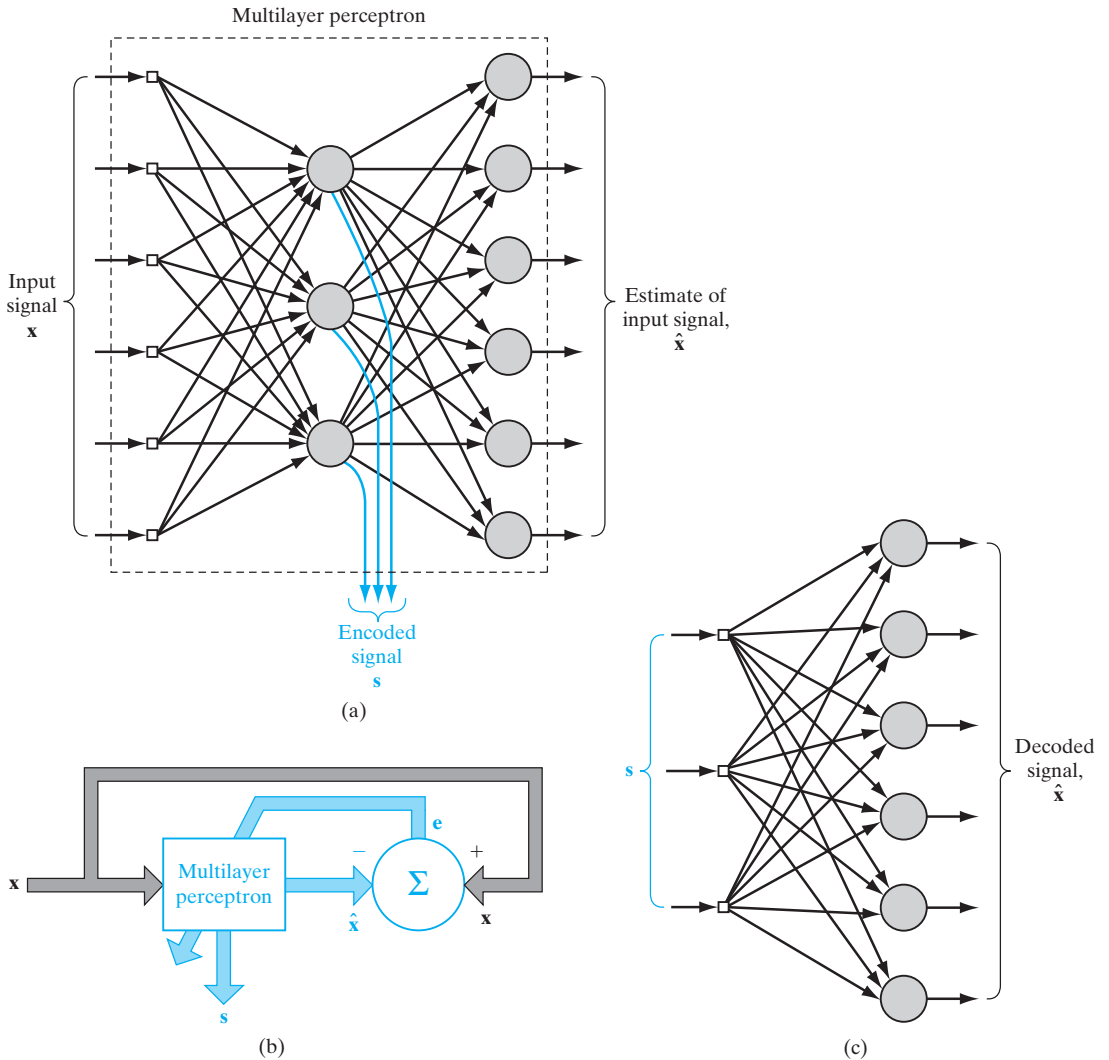 Multilayer perceptron
Input
signal
x
Estimate of
input signal,
x̂
Encoded
signal
s
(a)
x
Multilayer
perceptron
e
−
+
Σ
x̂
x
s
(b)
s
Decoded
signal,
x̂
(c)